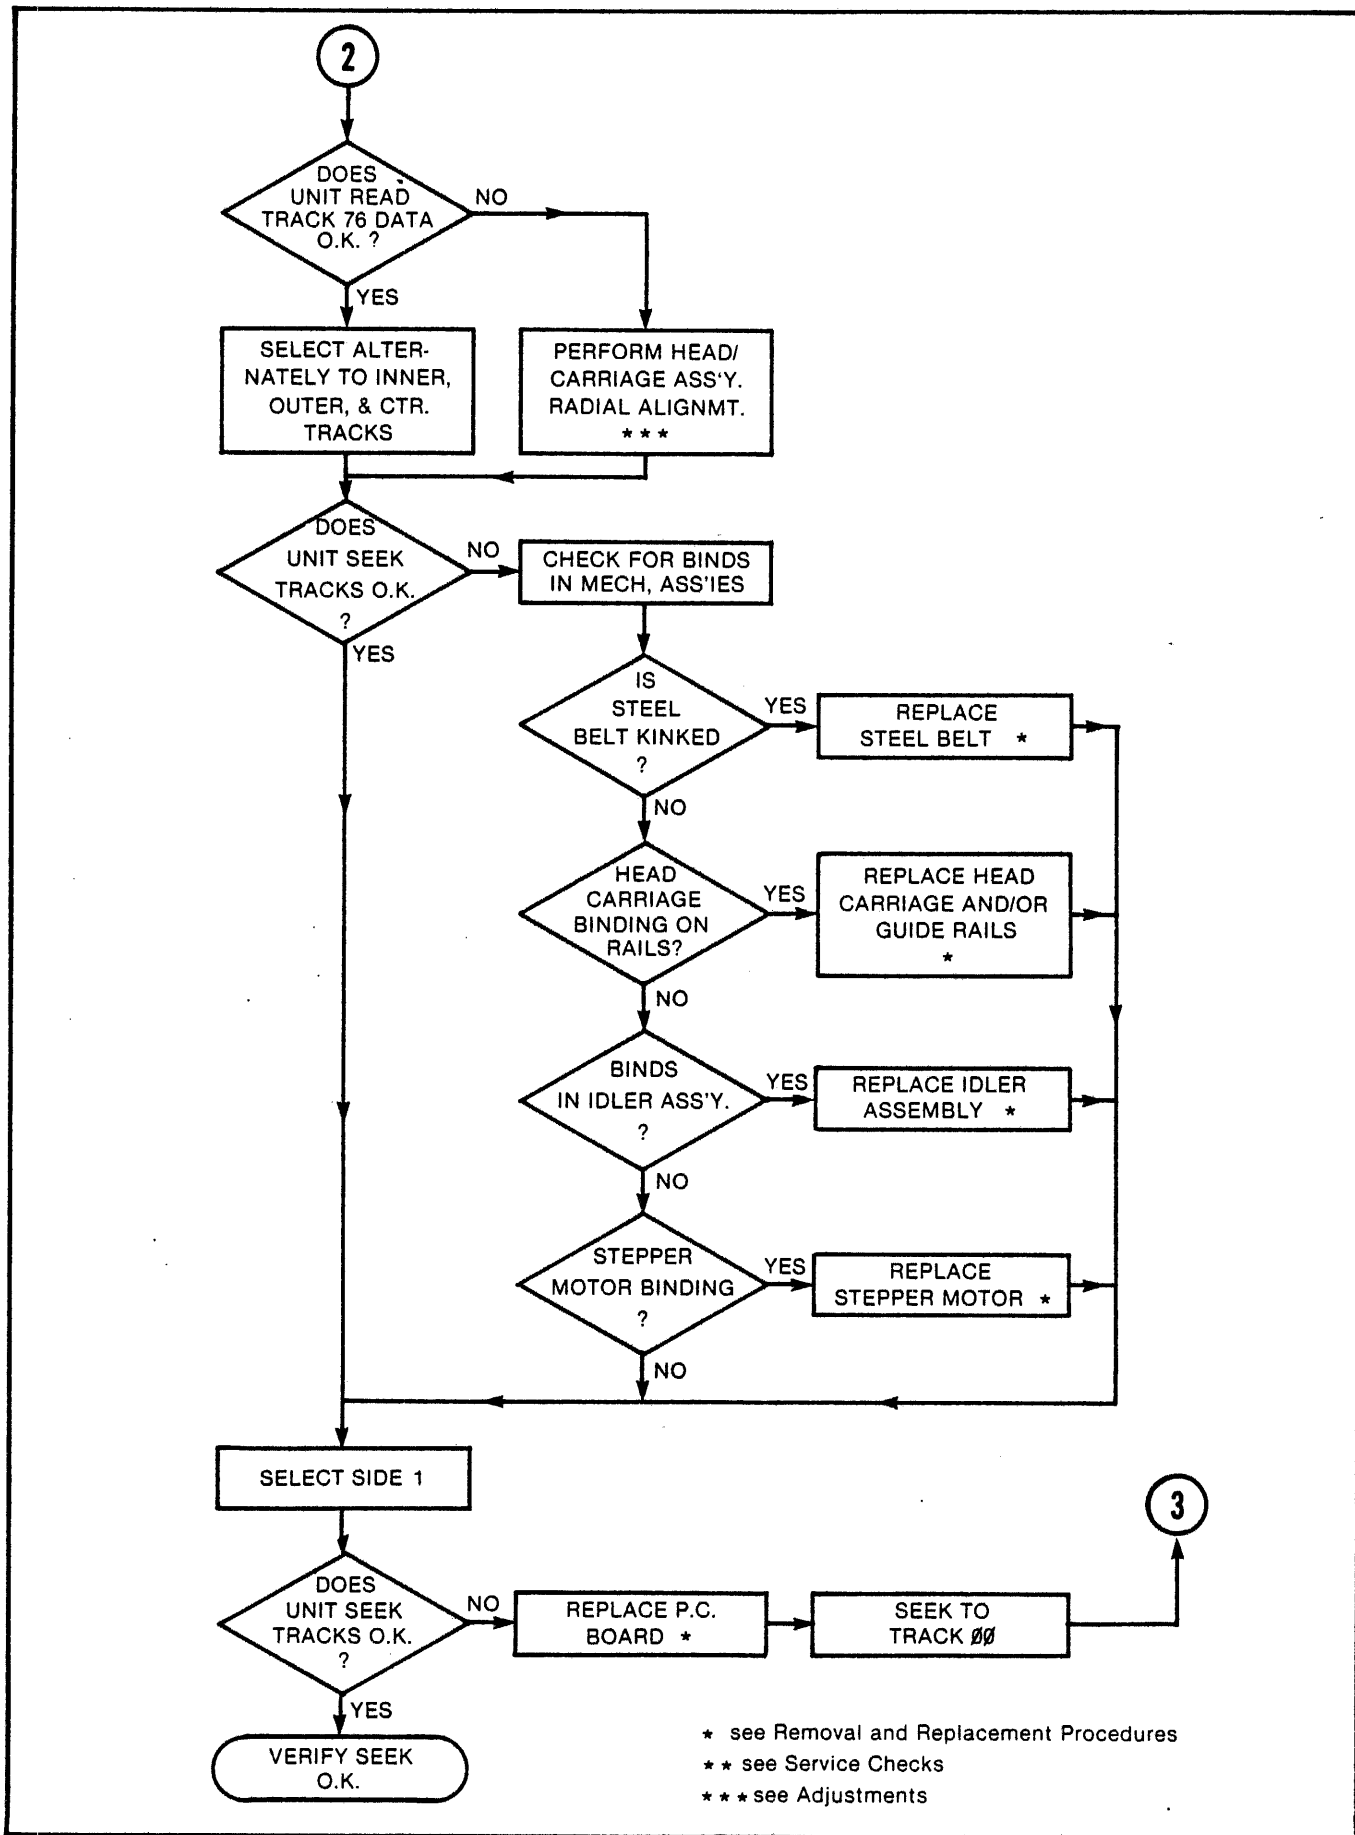 2
DOES
UNIT READ
TRACK 76 DATA
O.K. ?
NO
YES
SELECT ALTER-
NATELY TO INNER,
OUTER, & CTR.
TRACKS
PERFORM HEAD/
CARRIAGE ASS'Y.
RADIAL ALIGNMT.
* * *
DOES
UNIT SEEK
TRACKS O.K.
?
NO
YES
CHECK FOR BINDS
IN MECH, ASS'IES
IS
STEEL
BELT KINKED
?
YES
NO
REPLACE
STEEL BELT *
HEAD
CARRIAGE
BINDING ON
RAILS?
YES
NO
REPLACE HEAD
CARRIAGE AND/OR
GUIDE RAILS
*
BINDS
IN IDLER ASS'Y.
?
YES
NO
REPLACE IDLER
ASSEMBLY *
STEPPER
MOTOR BINDING
?
YES
NO
REPLACE
STEPPER MOTOR *
SELECT SIDE 1
DOES
UNIT SEEK
TRACKS O.K.
?
NO
YES
REPLACE P.C.
BOARD *
SEEK TO
TRACK ØØ
3
VERIFY SEEK
O.K.
* see Removal and Replacement Procedures
* * see Service Checks
* * * see Adjustments